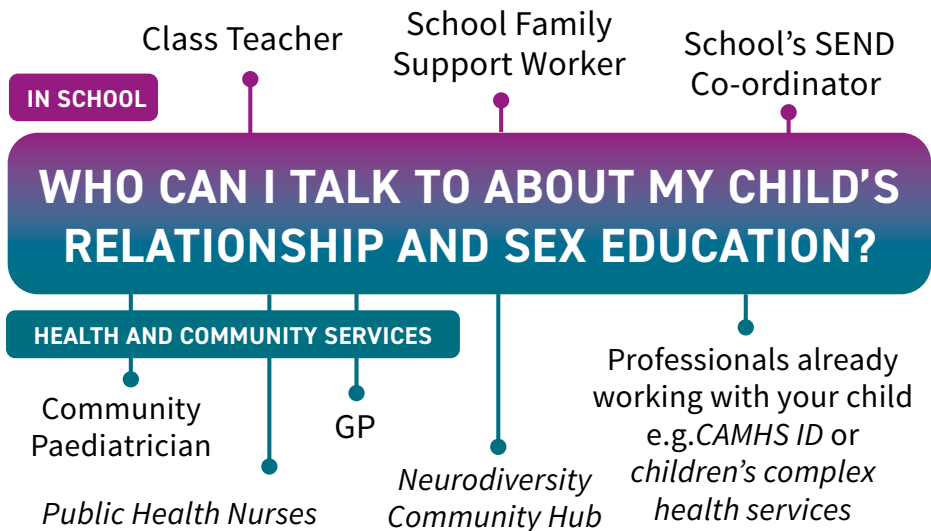 Class Teacher
School Family
Support Worker
School's SEND
Co-ordinator
IN SCHOOL
WHO CAN I TALK TO ABOUT MY CHILD'S
RELATIONSHIP AND SEX EDUCATION?
HEALTH AND COMMUNITY SERVICES
Community
Paediatrician
Public Health Nurses
GP
Neurodiversity
Community Hub
Professionals already
working with your child
e.g.CAMHS ID or
children's complex
health services